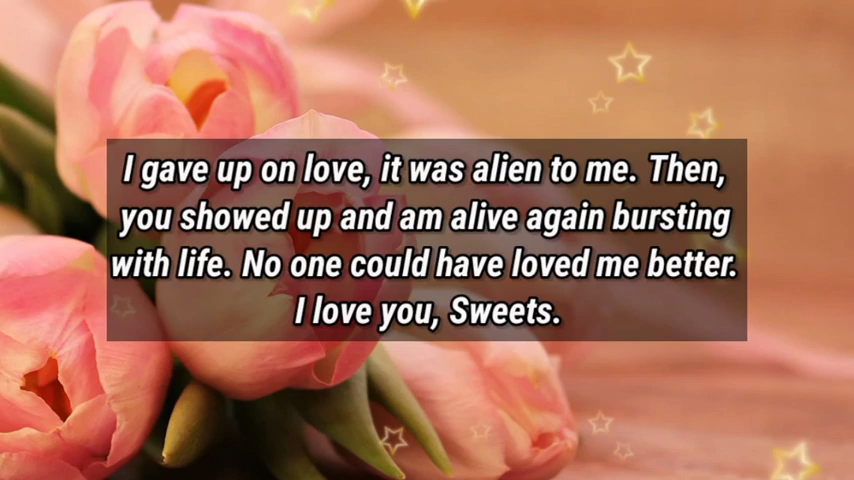 I gave up on love, it was alien to me. Then,
you showed up and am alive again bursting
with life. No one could have loved me better.
I love you, Sweets.